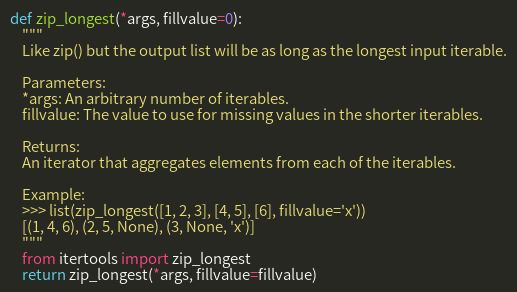 def zip_longest(*args, fillvalue=0):
"""
Like zip() but the output list will be as long as the longest input iterable.
Parameters:
*args: An arbitrary number of iterables.
fillvalue: The value to use for missing values in the shorter iterables.
Returns:
An iterator that aggregates elements from each of the iterables.
Example:
>>> list(zip_longest([1, 2, 3], [4, 5], [6], fillvalue='x'))
[(1, 4, 6), (2, 5, None), (3, None, 'x')]
"""
from itertools import zip_longest
return zip_longest(*args, fillvalue=fillvalue)